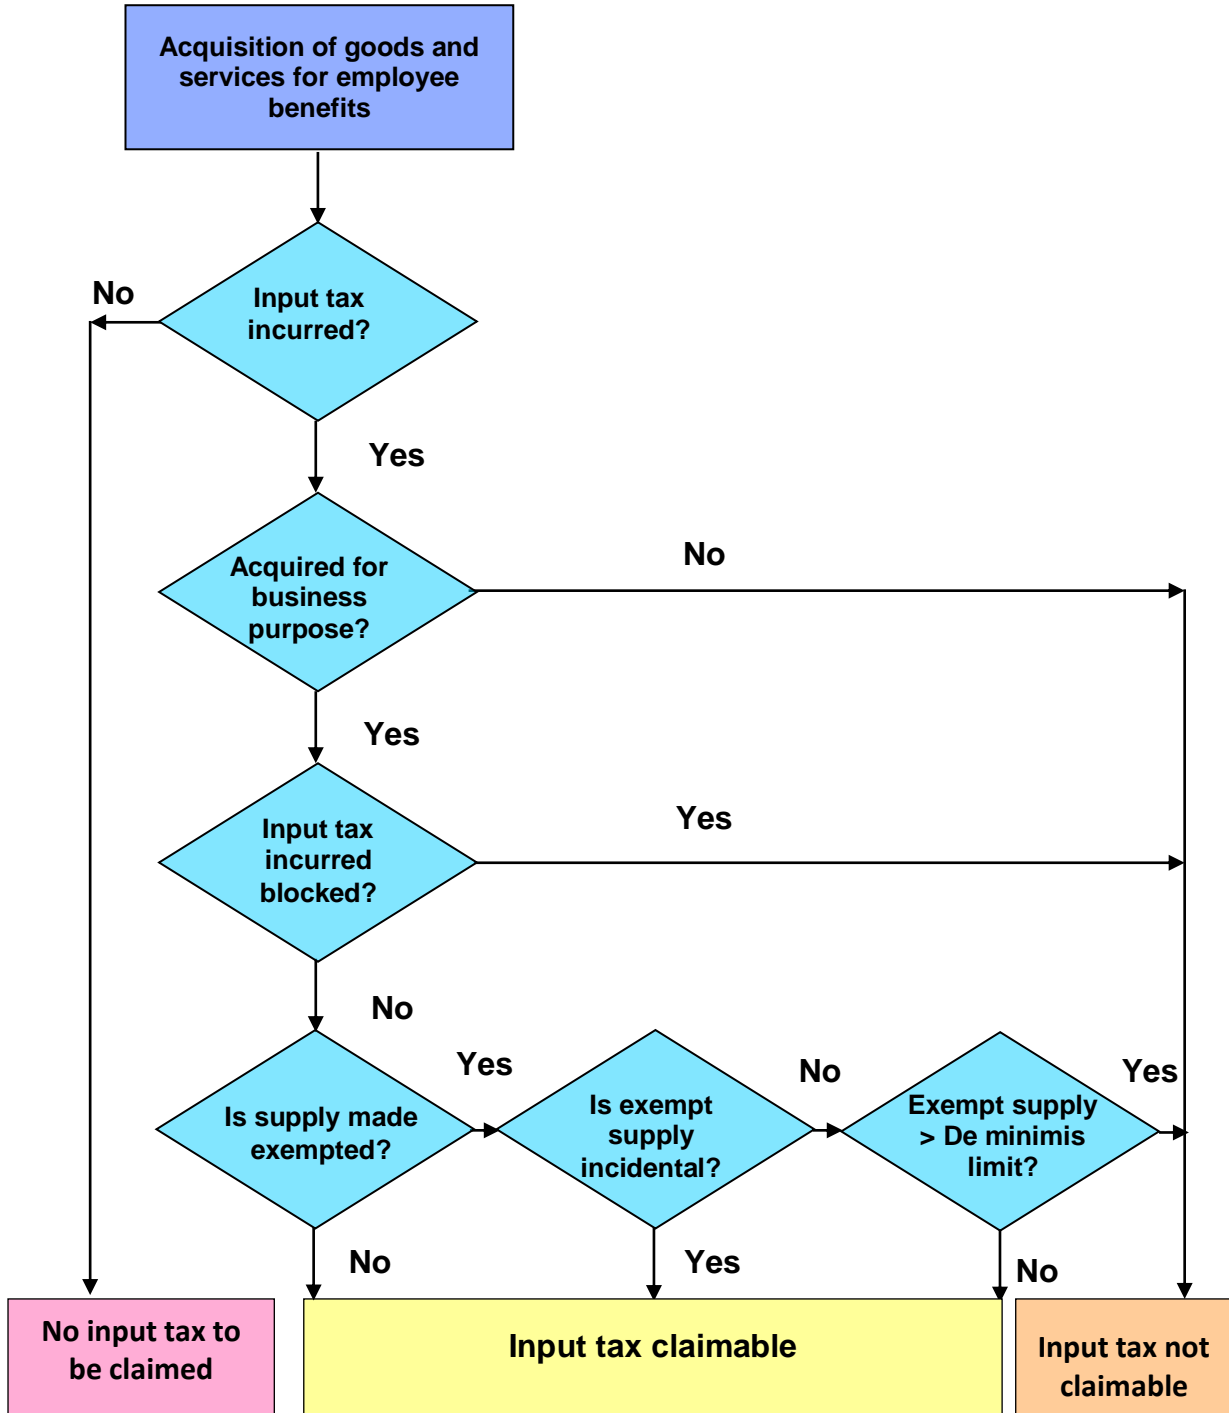 Acquisition of goods and
services for employee
benefits
No
Input tax
incurred?
Yes
No
Acquired for
business
purpose?
Yes
Yes
Input tax
incurred
blocked?
No
Yes
No
Yes
Is supply made
exempted?
Is exempt
supply
incidental?
Exempt supply
> De minimis
limit?
No
Yes
No
No input tax to
be claimed
Input tax claimable
Input tax not
claimable